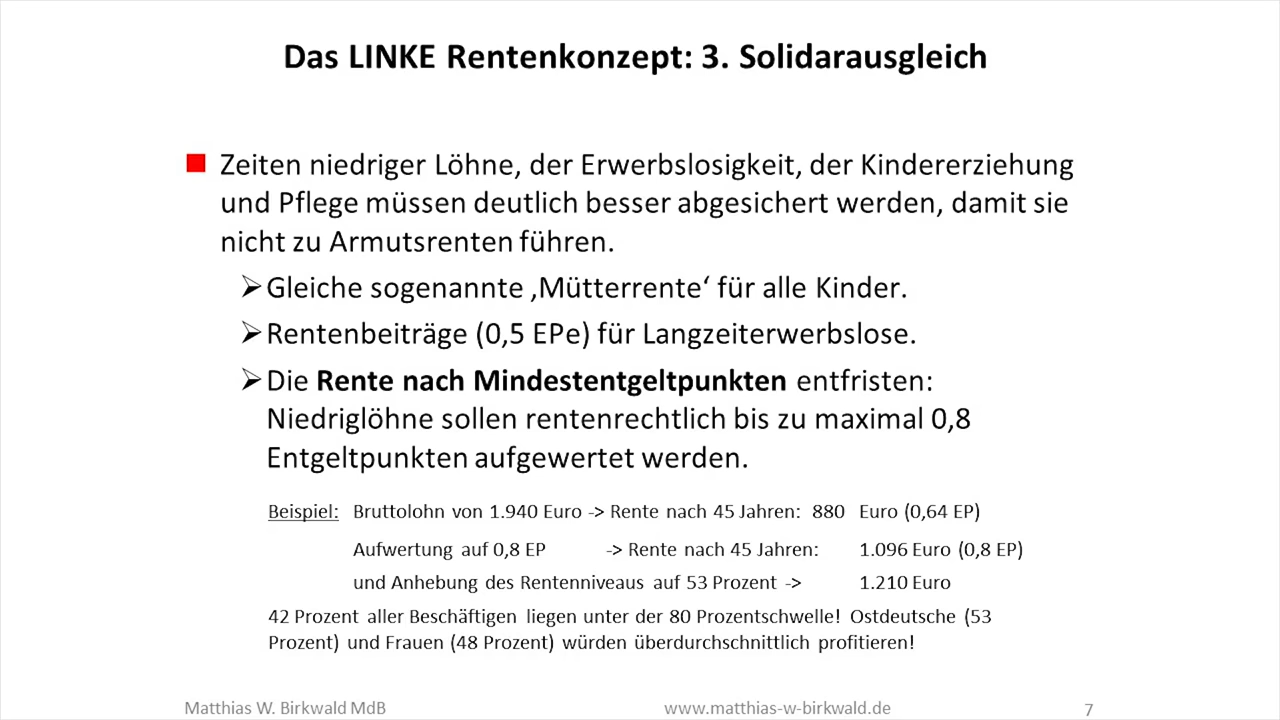 Das LINKE Rentenkonzept: 3. Solidarausgleich
Zeiten niedriger Löhne, der Erwerbslosigkeit, der Kindererziehung
und Pflege müssen deutlich besser abgesichert werden, damit sie
nicht zu Armutsrenten führen.
Gleiche sogenannte ‚Mütterrente‘ für alle Kinder.
Rentenbeiträge (0,5 EPe) für Langzeiterwerbslose.
Die Rente nach Mindestentgeltpunkten entfristen:
Niedriglöhne sollen rentenrechtlich bis zu maximal 0,8
Entgeltpunkten aufgewertet werden.
Beispiel: Bruttolohn von 1.940 Euro -> Rente nach 45 Jahren: 880 Euro (0,64 EP)
Aufwertung auf 0,8 EP -> Rente nach 45 Jahren: 1.096 Euro (0,8 EP)
und Anhebung des Rentenniveaus auf 53 Prozent -> 1.210 Euro
42 Prozent aller Beschäftigen liegen unter der 80 Prozentschwelle! Ostdeutsche (53
Prozent) und Frauen (48 Prozent) würden überdurchschnittlich profitieren!
Matthias W. Birkwald MdB www.matthias-w-birkwald.de 7